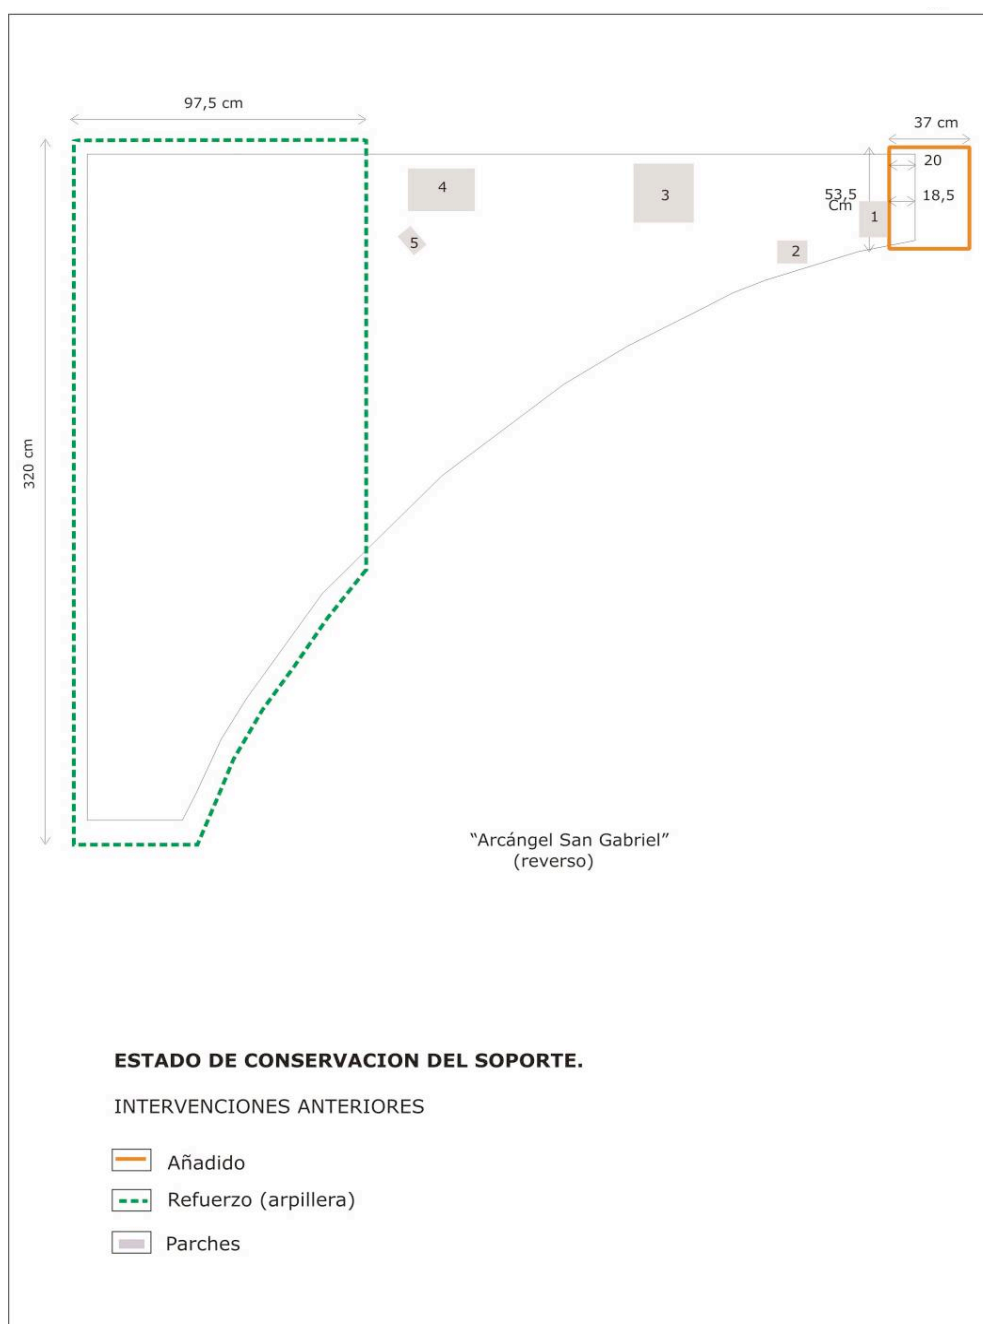 97,5 cm
37 cm
20
4
3
53,5
Cm
18,5
1
5
2
320 cm
“Arcángel San Gabriel”
(reverso)
ESTADO DE CONSERVACION DEL SOPORTE.
INTERVENCIONES ANTERIORES
Añadido
Refuerzo (arpillera)
Parches